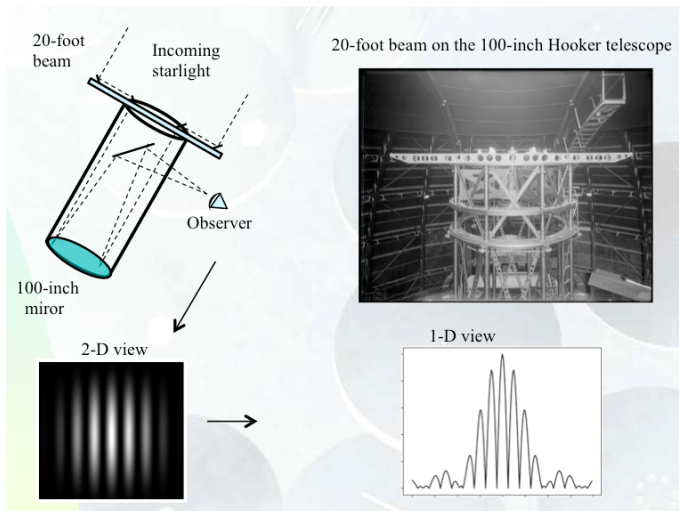 20-foot
beam
Incoming
starlight
20-foot beam on the 100-inch Hooker telescope
Observer
100-inch
miror
2-D view
1-D view